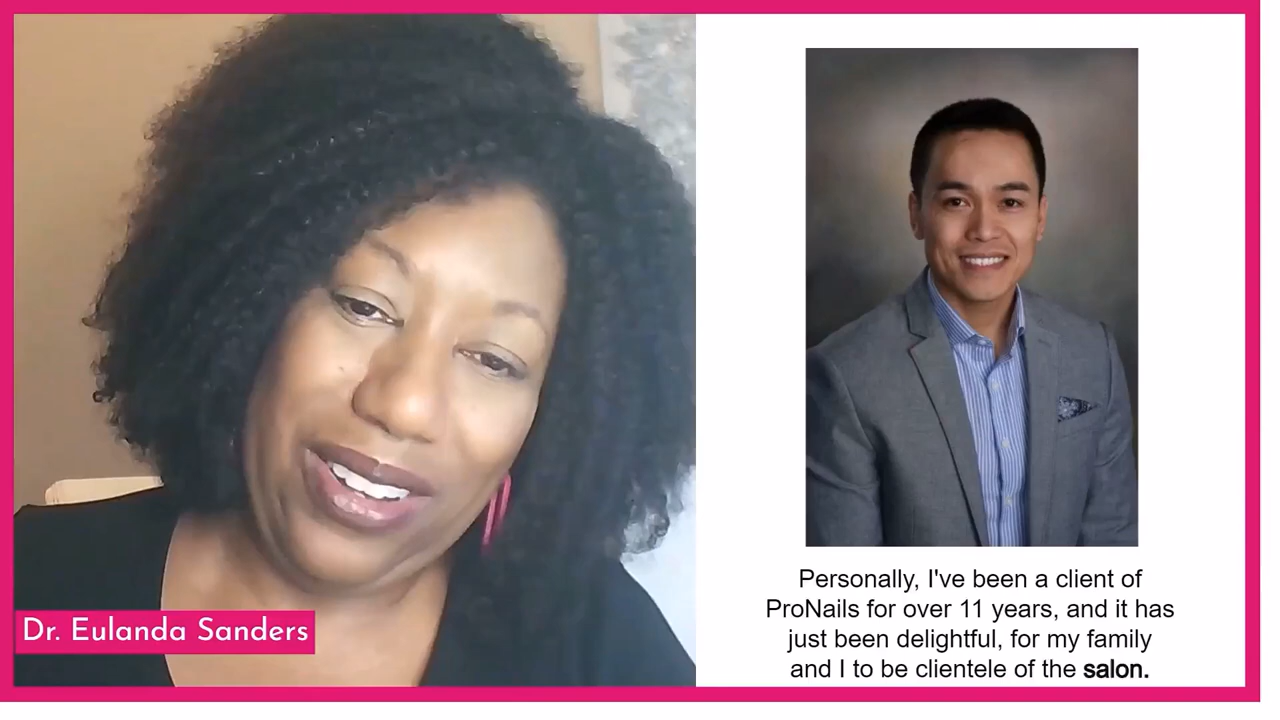 Dr. Eulanda Sanders
Personally, I've been a client of
ProNails for over 11 years, and it has
just been delightful, for my family
and I to be clientele of the salon.